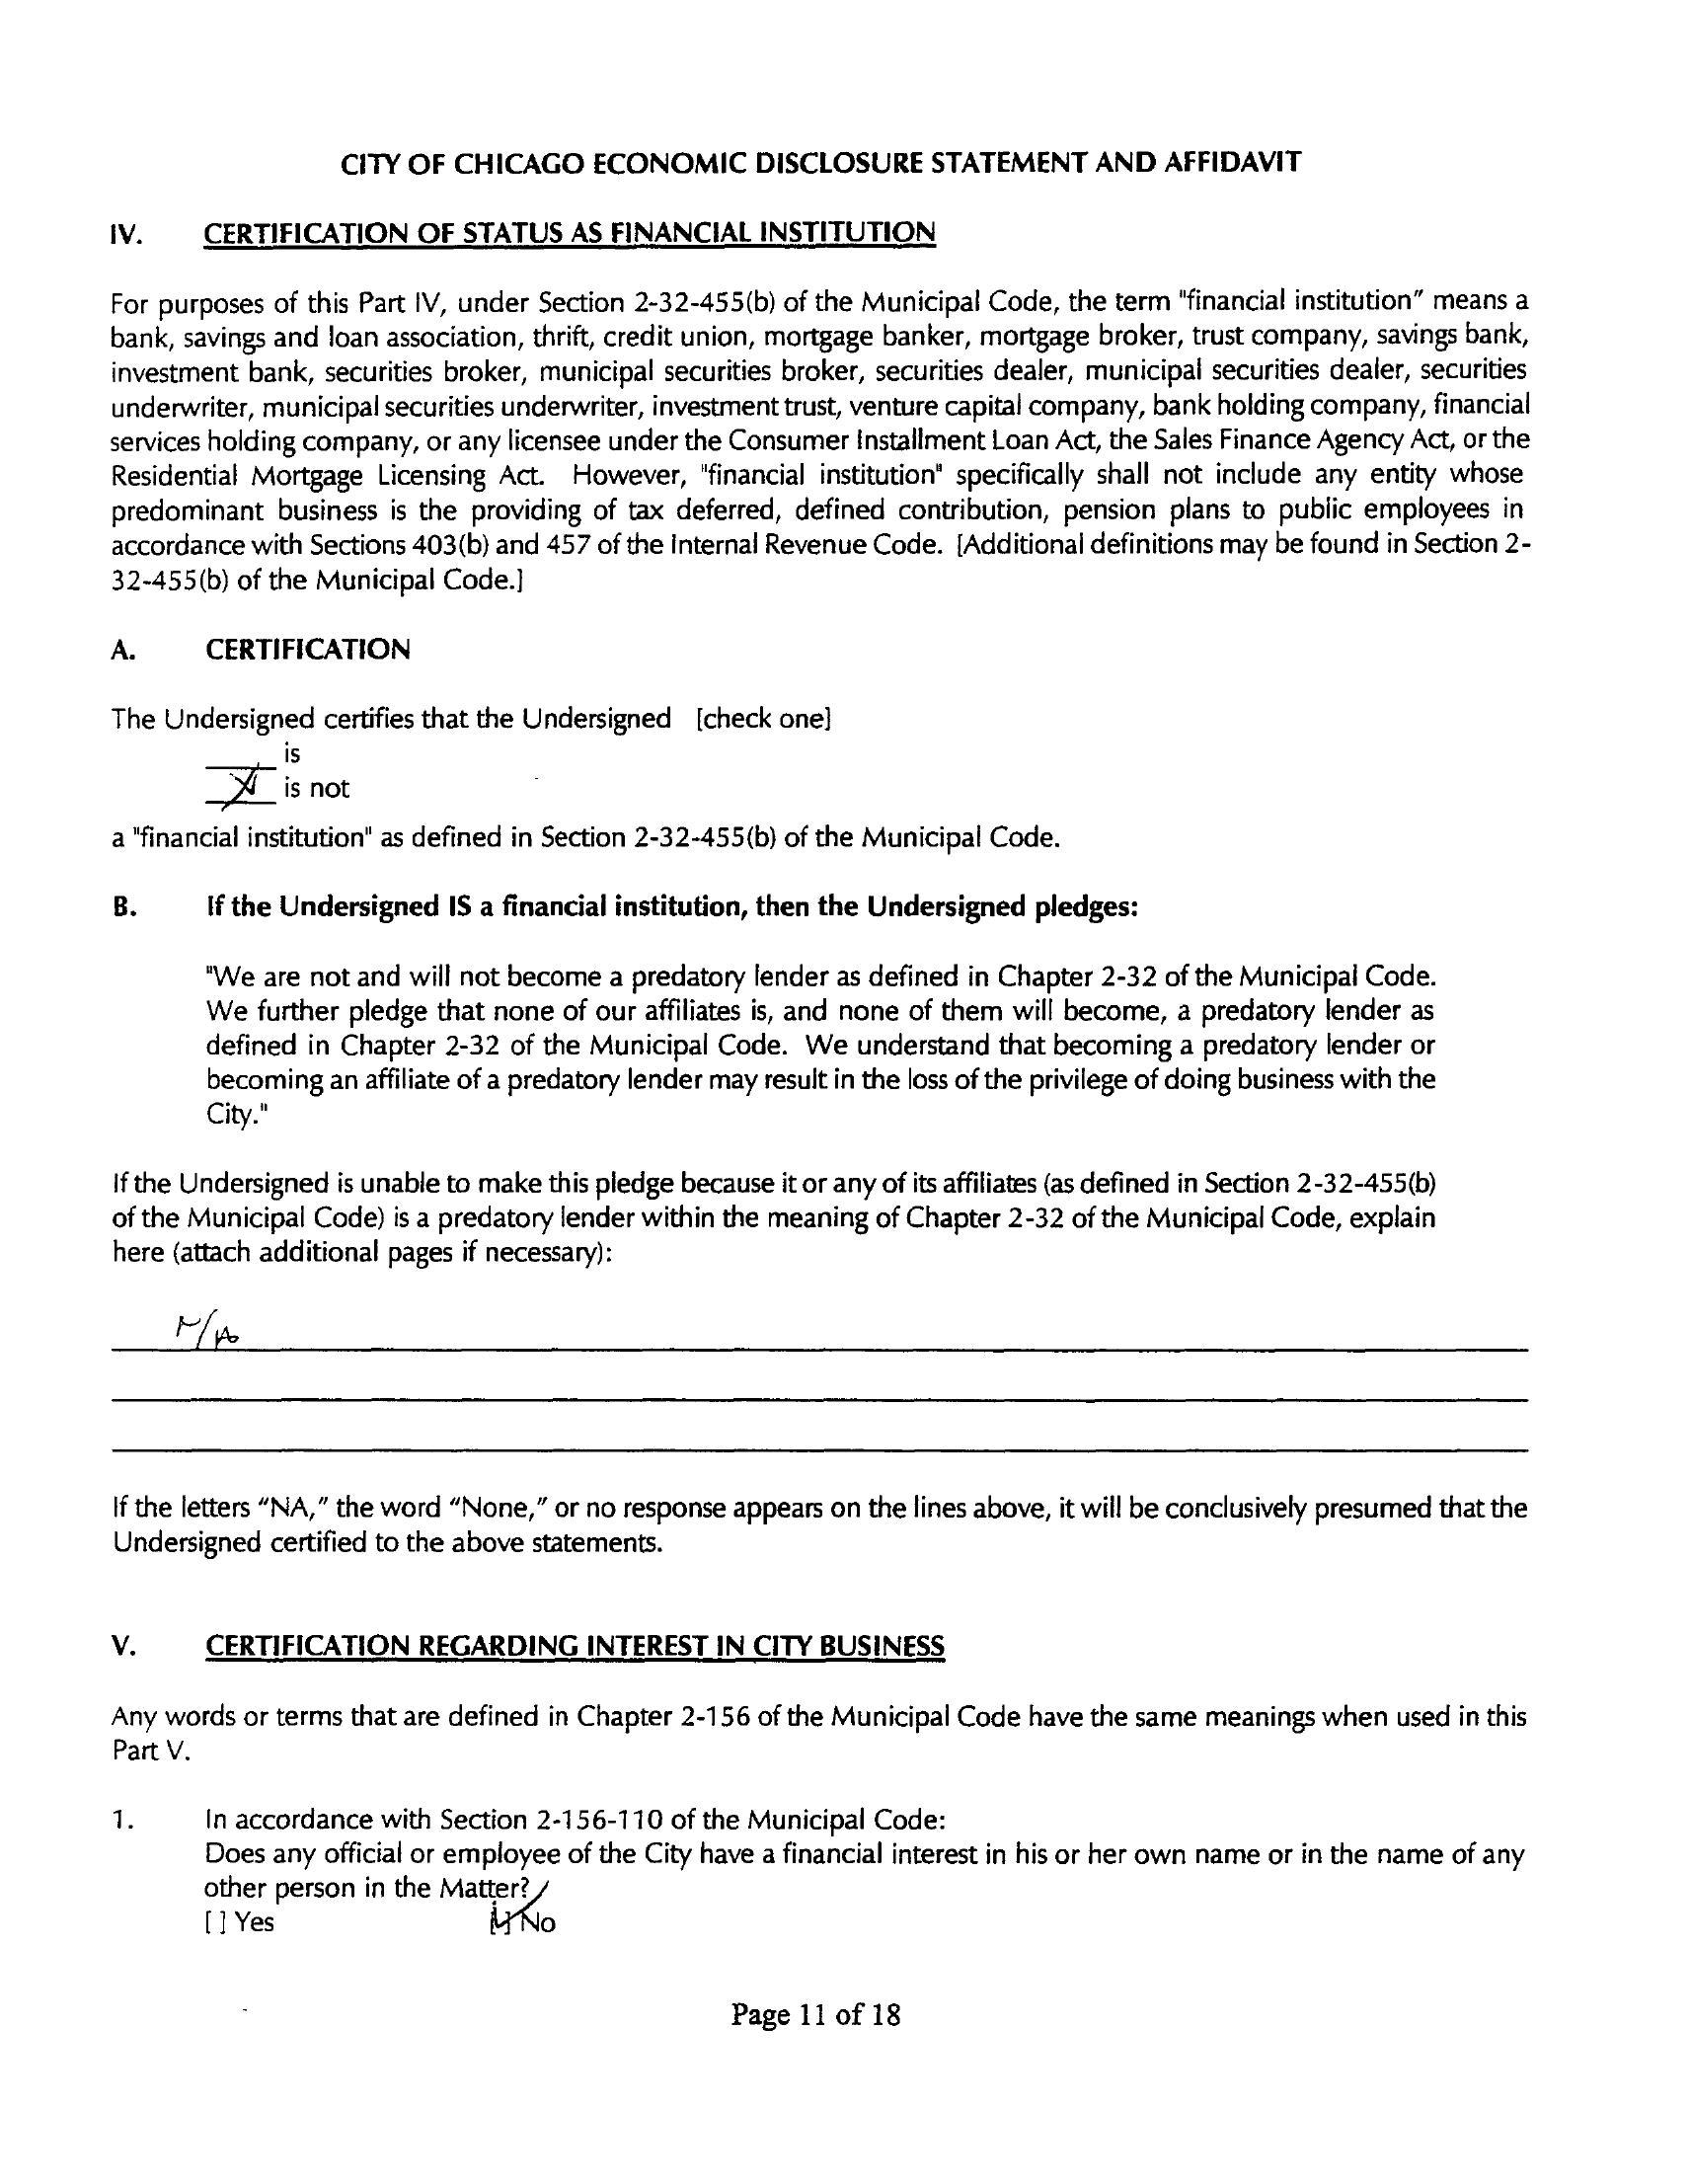 CITY OF CHICAGO ECONOMIC DISCLOSURE STATEMENT AND AFFIDAVIT
IV. CERTIFICATION OF STATUS AS FINANCIAL INSTITUTION
For purposes of this Part IV, under Section 2-32-455(b) of the Municipal Code, the term "financial institution" means a
bank, savings and loan association, thrift, credit union, mortgage banker, mortgage broker, trust company, savings bank,
investment bank, securities broker, municipal securities broker, securities dealer, municipal securities dealer, securities
underwriter, municipal securities underwriter, investment trust, venture capital company, bank holding company, financial
services holding company, or any licensee under the Consumer Installment Loan Act, the Sales Finance Agency Act, or the
Residential Mortgage Licensing Act. However, "financial institution" specifically shall not include any entity whose
predominant business is the providing of tax deferred, defined contribution, pension plans to public employees in
accordance with Sections 403(b) and 457 of the Internal Revenue Code. [Additional definitions may be found in Section 2-
32-455(b) of the Municipal Code.]
A. CERTIFICATION
The Undersigned certifies that the Undersigned [check one]
____ is
X is not
a "financial institution" as defined in Section 2-32-455(b) of the Municipal Code.
B. If the Undersigned IS a financial institution, then the Undersigned pledges:
"We are not and will not become a predatory lender as defined in Chapter 2-32 of the Municipal Code.
We further pledge that none of our affiliates is, and none of them will become, a predatory lender as
defined in Chapter 2-32 of the Municipal Code. We understand that becoming a predatory lender or
becoming an affiliate of a predatory lender may result in the loss of the privilege of doing business with the
City."
If the Undersigned is unable to make this pledge because it or any of its affiliates (as defined in Section 2-32-455(b)
of the Municipal Code) is a predatory lender within the meaning of Chapter 2-32 of the Municipal Code, explain
here (attach additional pages if necessary):
N/A
If the letters “NA,” the word “None,” or no response appears on the lines above, it will be conclusively presumed that the
Undersigned certified to the above statements.
V. CERTIFICATION REGARDING INTEREST IN CITY BUSINESS
Any words or terms that are defined in Chapter 2-156 of the Municipal Code have the same meanings when used in this
Part V.
1. In accordance with Section 2-156-110 of the Municipal Code:
Does any official or employee of the City have a financial interest in his or her own name or in the name of any
other person in the Matter?
[ ] Yes [✓] No
Page 11 of 18